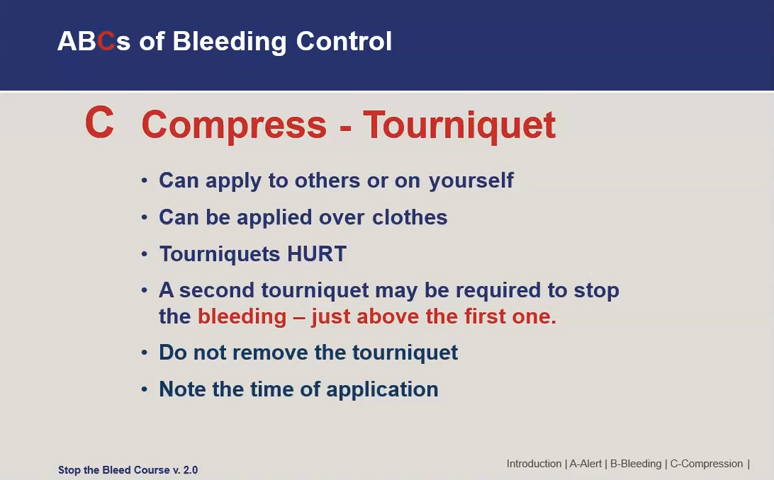 ABCs of Bleeding Control
C Compress - Tourniquet
• Can apply to others or on yourself
• Can be applied over clothes
• Tourniquets HURT
• A second tourniquet may be required to stop
the bleeding – just above the first one.
• Do not remove the tourniquet
• Note the time of application
Stop the Bleed Course v. 2.0
Introduction | A-Alert | B-Bleeding | C-Compression |